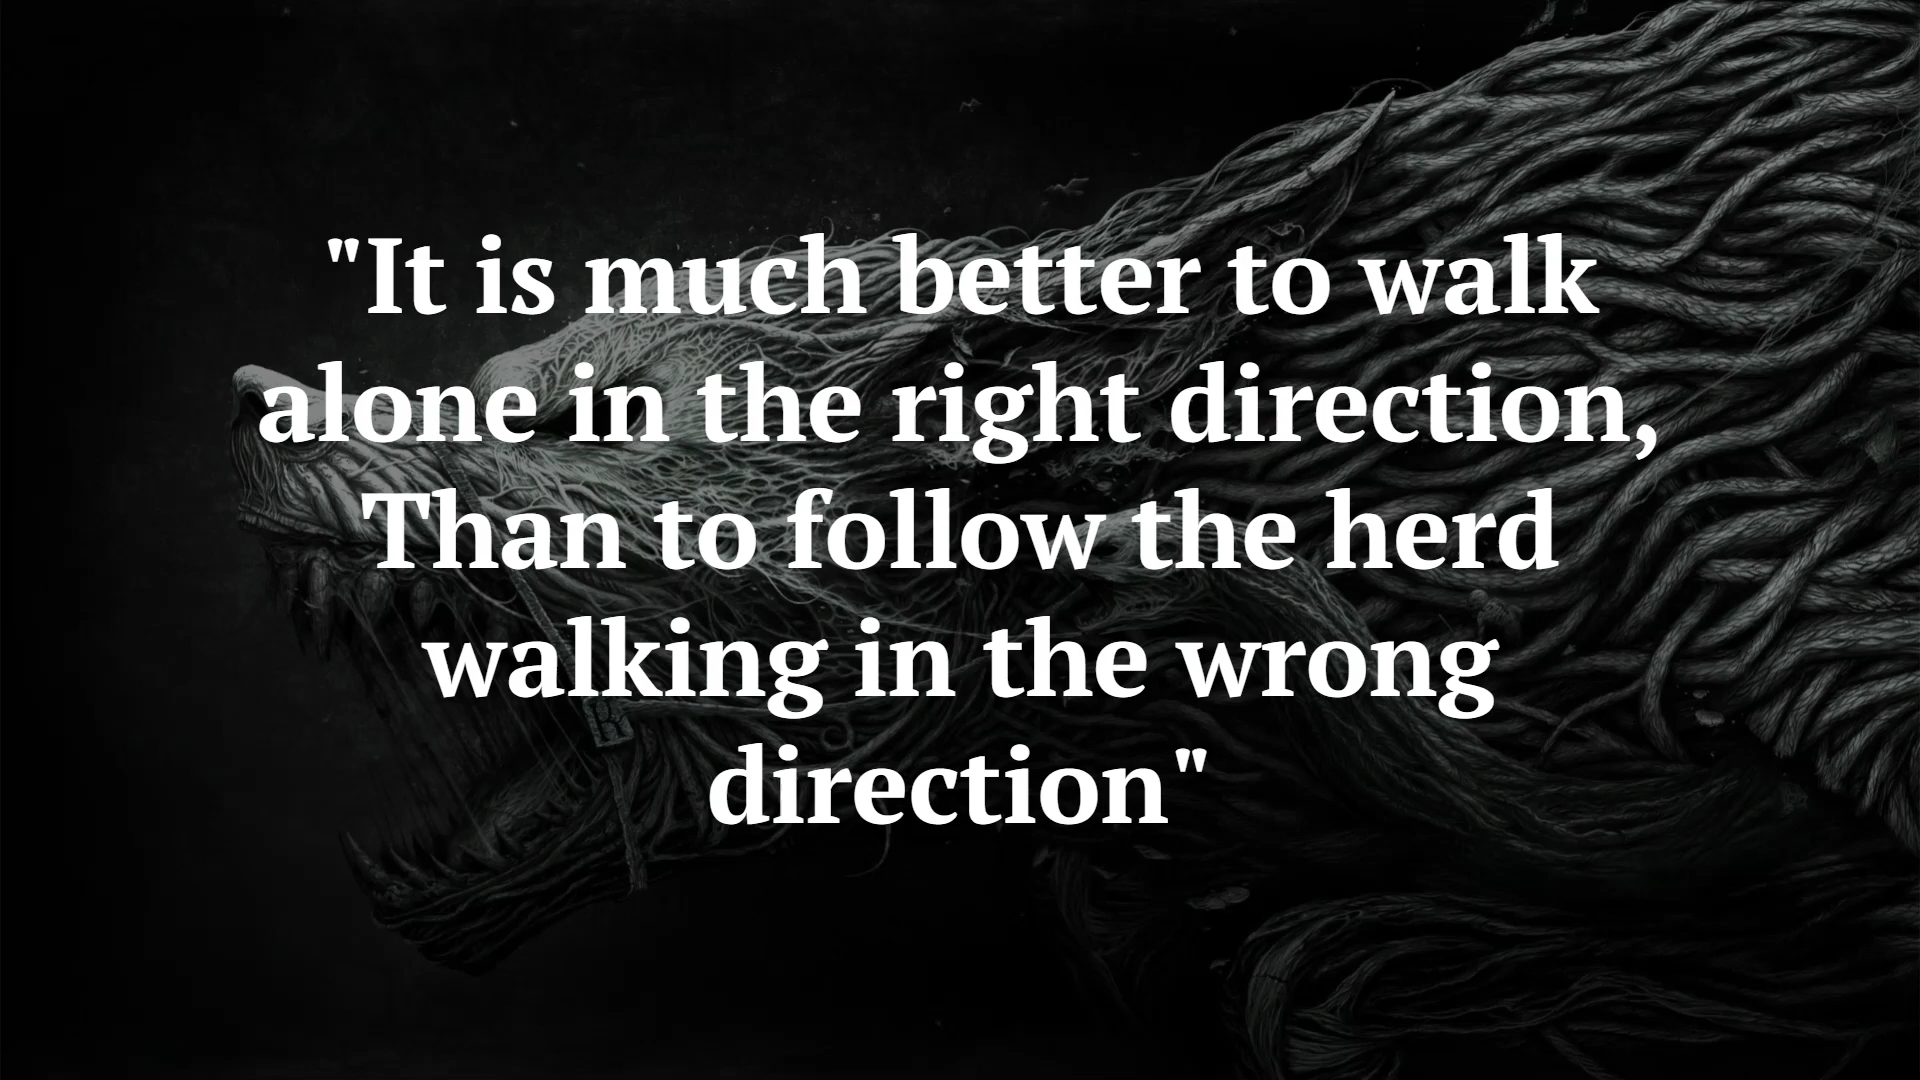 "It is much better to walk
alone in the right direction,
Than to follow the herd
walking in the wrong
direction"